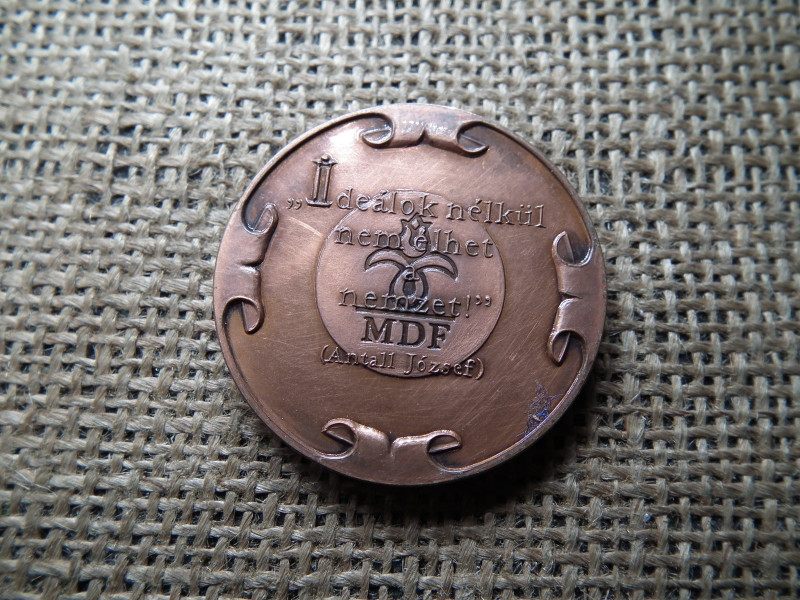 „Ideálok nélkül
nem élhet
a
nemzet!”
MDF
(Antall József)